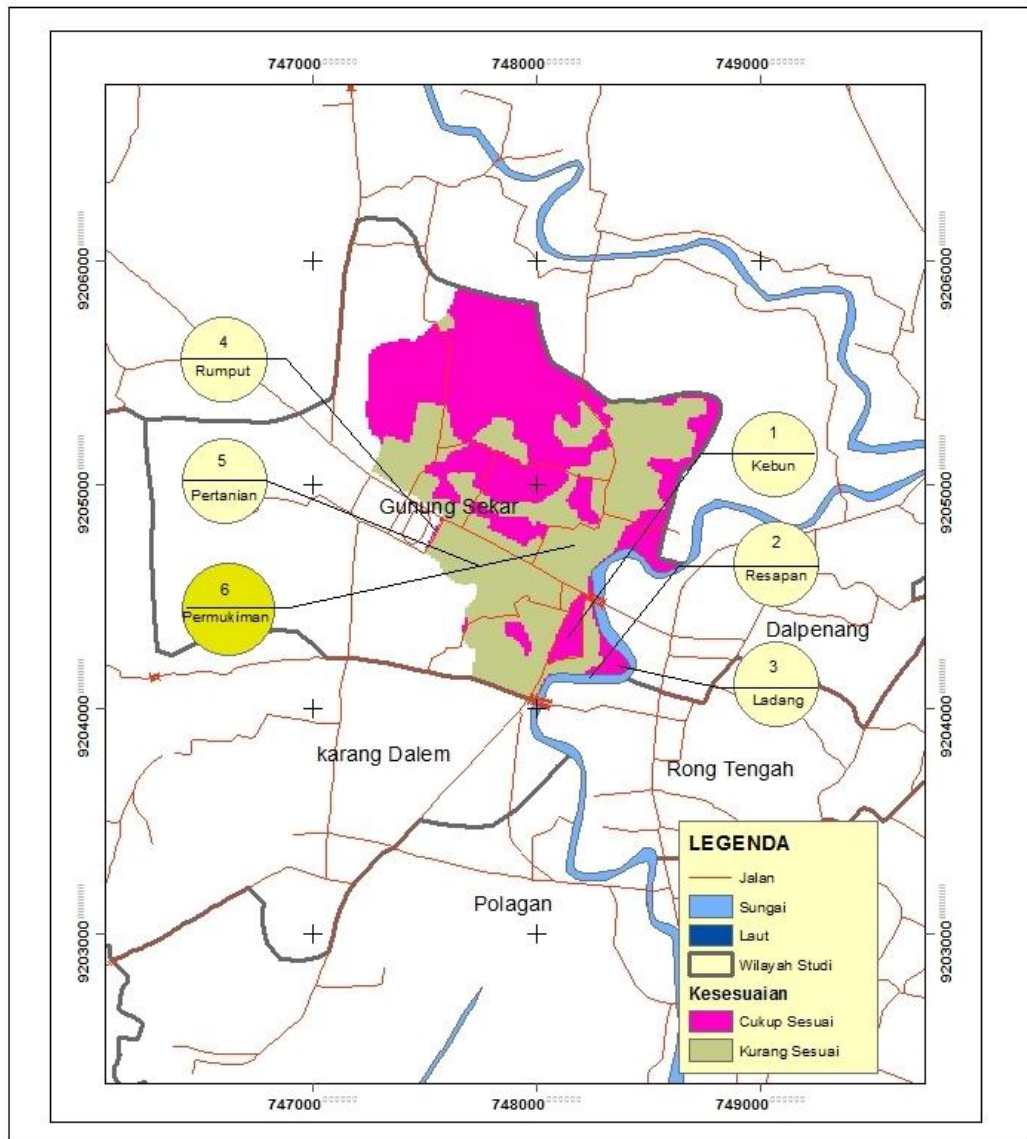 747000
748000
749000
9206000
9206000
4
Rumput
1
Kebun
5
Pertanian
9205000
9205000
Gunung Sekar
2
Resapan
6
Permukiman
Dalpenang
3
Ladang
9204000
9204000
karang Dalem
Rong Tengah
LEGENDA
Jalan
Sungai
Laut
Wilayah Studi
Kesesuaian
Cukup Sesuai
Kurang Sesuai
Polagan
9203000
9203000
747000
748000
749000